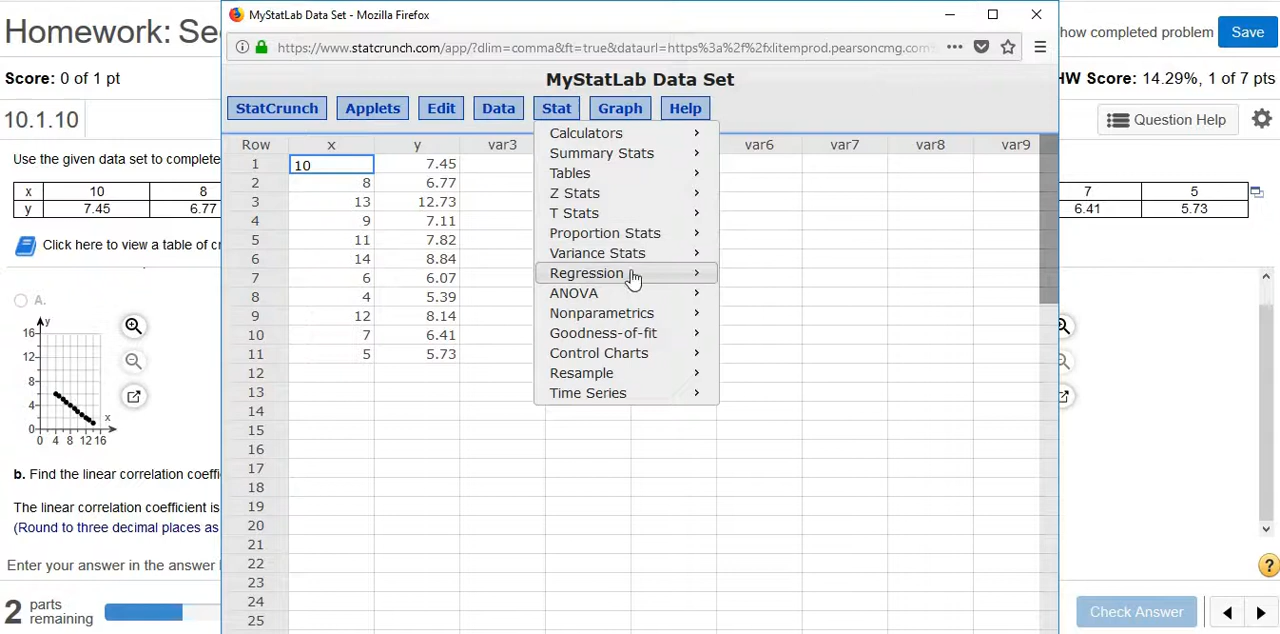 MyStatLab Data Set - Mozilla Firefox
Homework: Se
how completed problem
Save
https://www.statcrunch.com/app/?dlim=comma&ft=true&dataurl=https%3a%2f%2fxlitemprod.pearsoncmg.com
Score: 0 of 1 pt
HW Score: 14.29%, 1 of 7 pts
MyStatLab Data Set
10.1.10
Question Help
StatCrunch Applets Edit Data Stat Graph Help
Use the given data set to complete
x 10 8
y 7.45 6.77
7 5
6.41 5.73
Click here to view a table of cr
Row x y var3 var6 var7 var8 var9
1 10 7.45
2 8 6.77
3 13 12.73
4 9 7.11
5 11 7.82
6 14 8.84
7 6 6.07
8 4 5.39
9 12 8.14
10 7 6.41
11 5 5.73
12
13
14
15
16
17
18
19
20
21
22
23
24
25
Calculators
Summary Stats
Tables
Z Stats
T Stats
Proportion Stats
Variance Stats
Regression
ANOVA
Nonparametrics
Goodness-of-fit
Control Charts
Resample
Time Series
A.
y
16
12
8
4
0
x
0 4 8 12 16
b. Find the linear correlation coeffi
The linear correlation coefficient is
(Round to three decimal places as
Enter your answer in the answer
2 parts
remaining
Check Answer
?